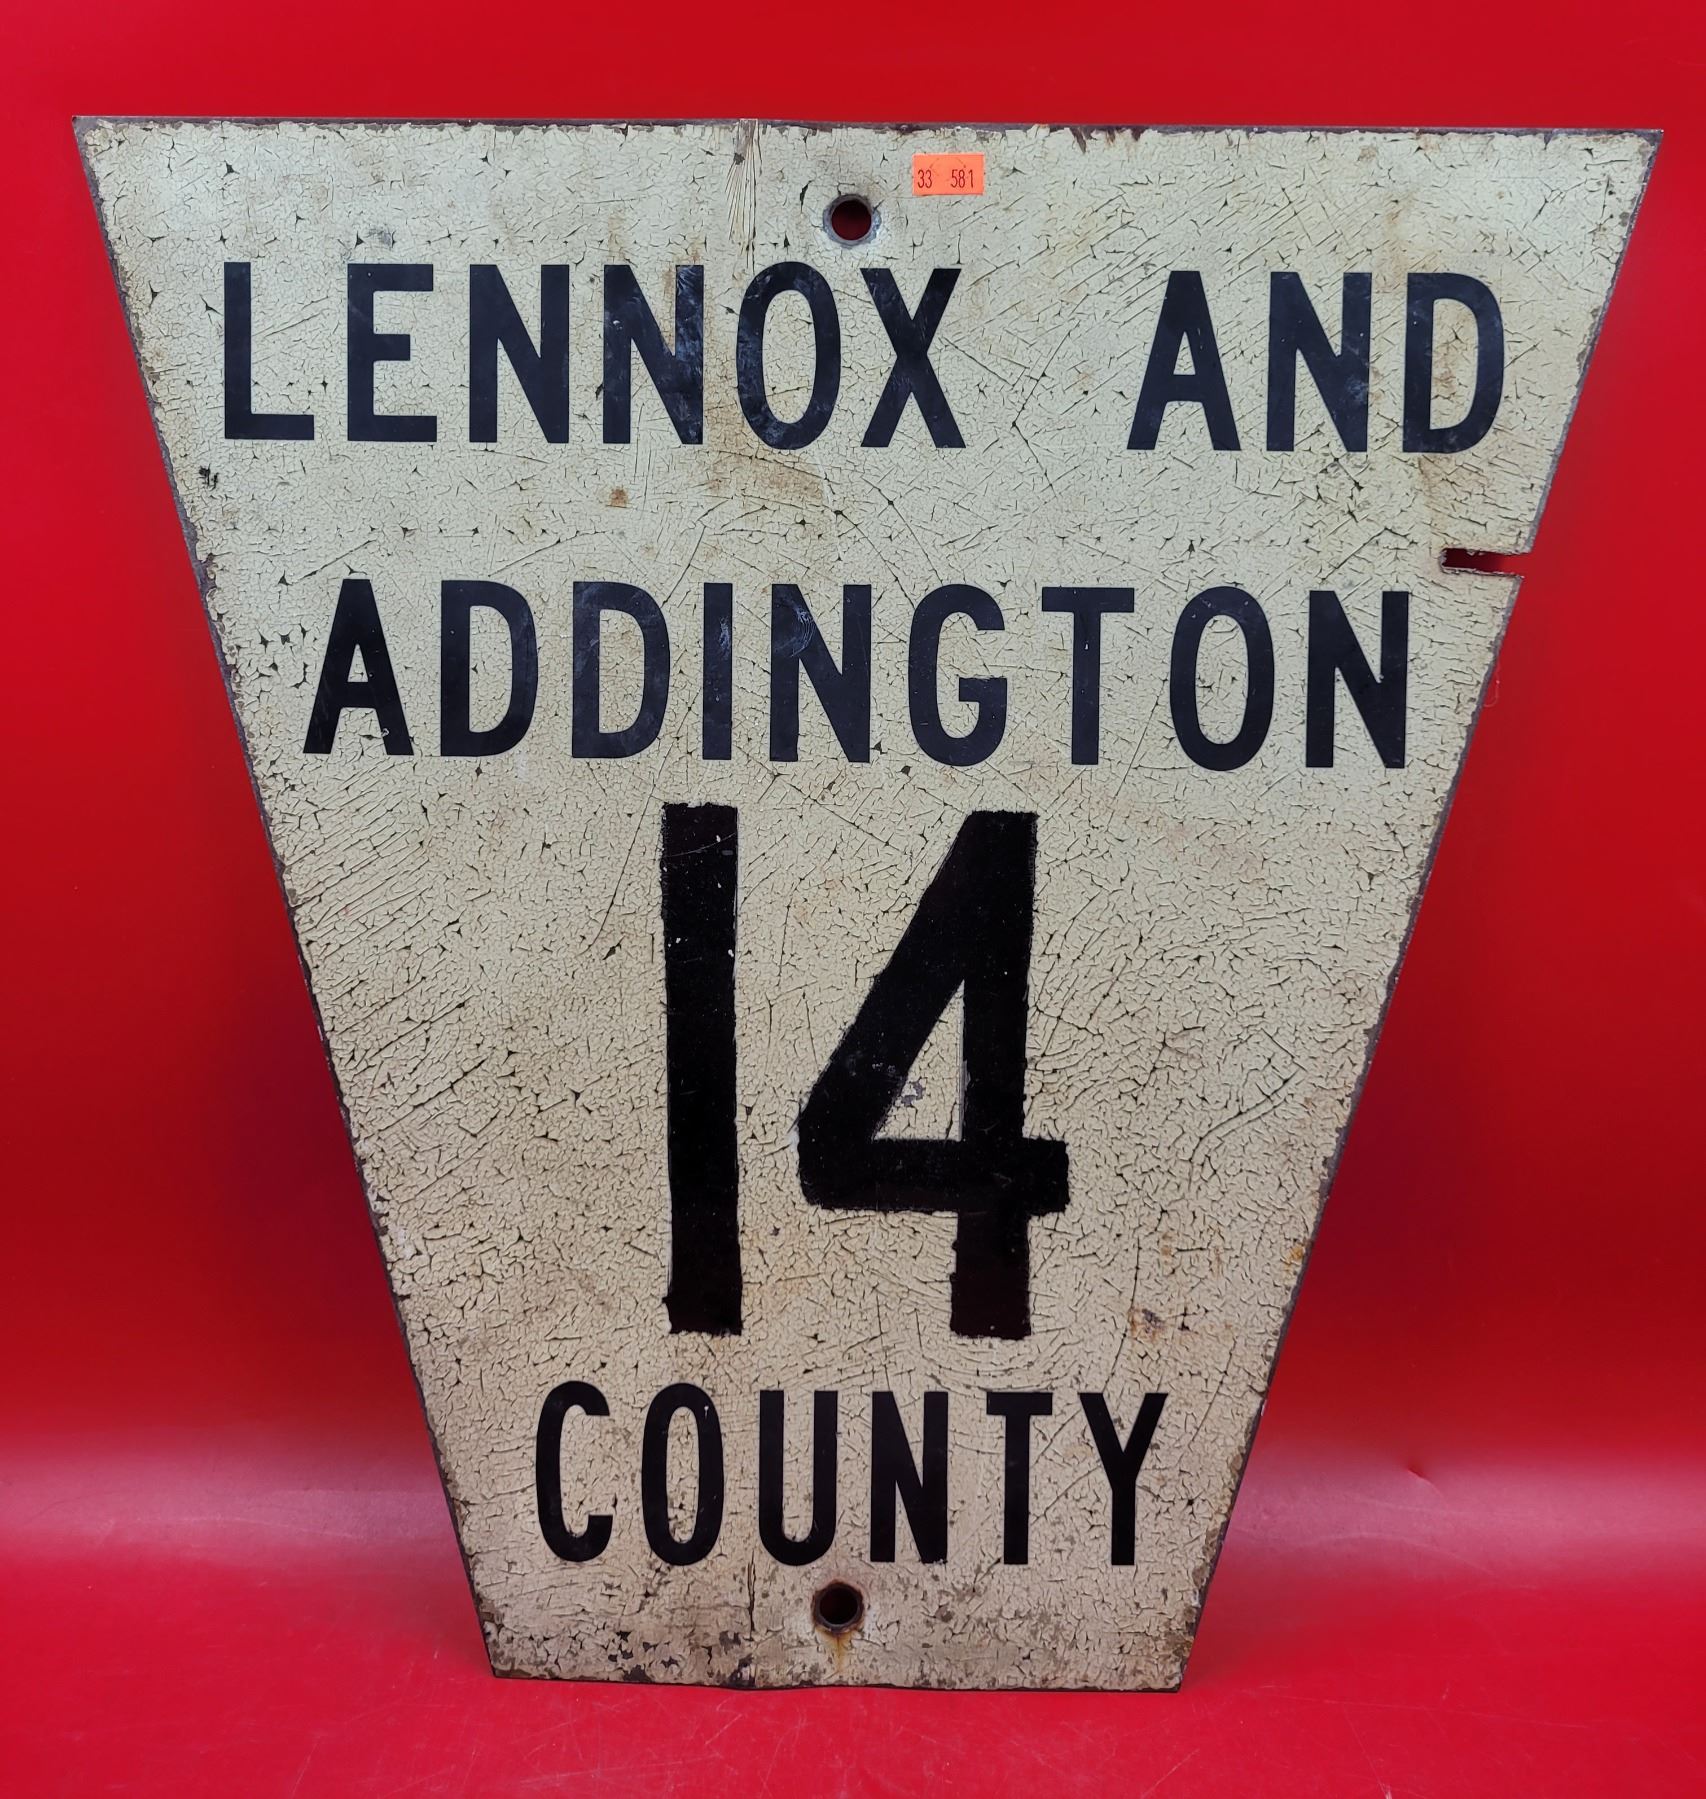 33 581
LENNOX AND
ADDINGTON
14
COUNTY